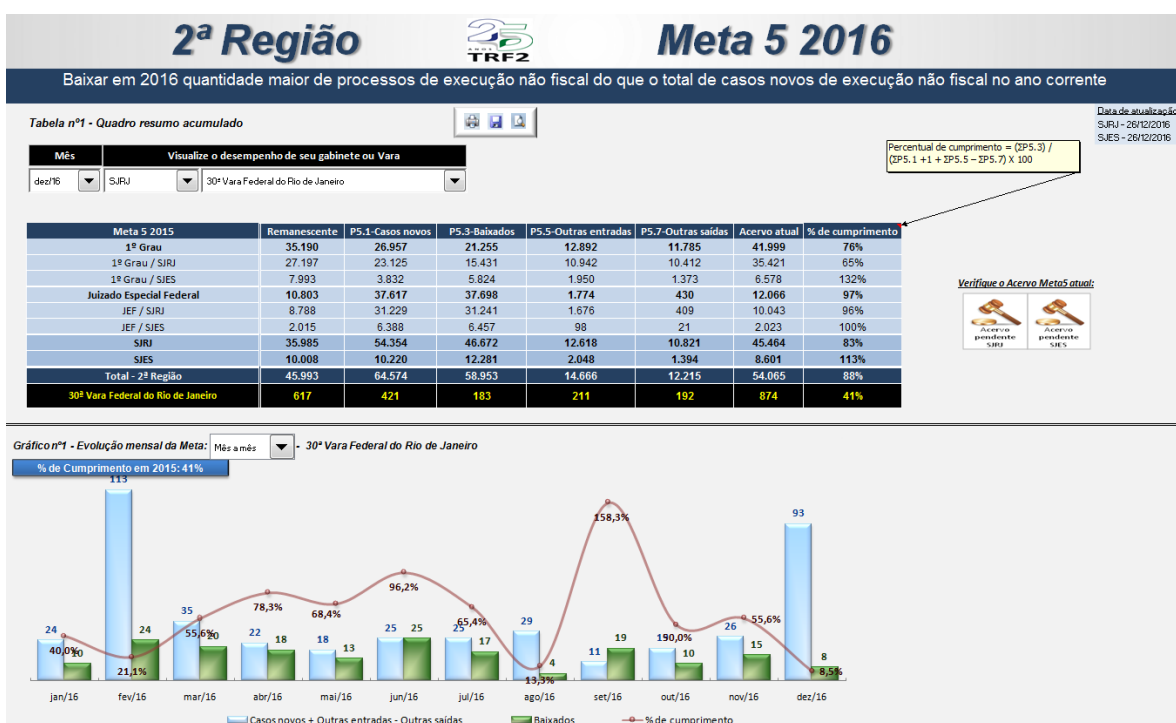 2ª Região
25
ANOS
TRF2
Meta 5 2016
Baixar em 2016 quantidade maior de processos de execução não fiscal do que o total de casos novos de execução não fiscal no ano corrente
Data de atualização
SJRJ - 26/12/2016
SJES - 26/12/2016
Tabela nº1 - Quadro resumo acumulado
Mês Visualize o desempenho de seu gabinete ou Vara
dez/16 SJRJ 30ª Vara Federal do Rio de Janeiro
Percentual de cumprimento = (ΣP5.3) /
(ΣP5.1 +1 + ΣP5.5 – ΣP5.7) X 100
Meta 5 2015 Remanescente P5.1-Casos novos P5.3-Baixados P5.5-Outras entradas P5.7-Outras saídas Acervo atual % de cumprimento
1º Grau 35.190 26.957 21.255 12.892 11.785 41.999 76%
1º Grau / SJRJ 27.197 23.125 15.431 10.942 10.412 35.421 65%
1º Grau / SJES 7.993 3.832 5.824 1.950 1.373 6.578 132%
Juizado Especial Federal 10.803 37.617 37.698 1.774 430 12.066 97%
JEF / SJRJ 8.788 31.229 31.241 1.676 409 10.043 96%
JEF / SJES 2.015 6.388 6.457 98 21 2.023 100%
SJRJ 35.985 54.354 46.672 12.618 10.821 45.464 83%
SJES 10.008 10.220 12.281 2.048 1.394 8.601 113%
Total - 2ª Região 45.993 64.574 58.953 14.666 12.215 54.065 88%
30ª Vara Federal do Rio de Janeiro 617 421 183 211 192 874 41%
Verifique o Acervo Meta5 atual:
Acervo pendente SJRJ
Acervo pendente SJES
Gráfico nº1 - Evolução mensal da Meta: Mês a mês - 30ª Vara Federal do Rio de Janeiro
% de Cumprimento em 2015: 41%
24 113 35 22 18 25 25 29 11 19 26 93
10 24 20 18 13 25 17 4 19 10 15 8
40,0% 21,1% 55,6% 78,3% 68,4% 96,2% 65,4% 13,3% 158,3% 50,0% 55,6% 8,5%
jan/16 fev/16 mar/16 abr/16 mai/16 jun/16 jul/16 ago/16 set/16 out/16 nov/16 dez/16
Casos novos + Outras entradas - Outras saídas Baixados % de cumprimento